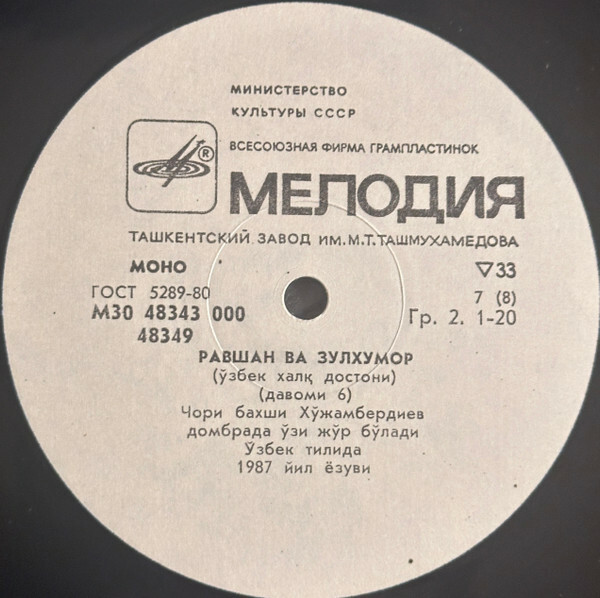 МИНИСТЕРСТВО
КУЛЬТУРЫ СССР
ВСЕСОЮЗНАЯ ФИРМА ГРАМПЛАСТИНОК
® МЕЛОДИЯ
ТАШКЕНТСКИЙ ЗАВОД ИМ. М.Т. ТАШМУХАМЕДОВА
МОНО ▽33
ГОСТ 5289-80 7 (8)
М30 48343 000 Гр. 2. 1-20
48349
РАВШАН ВА ЗУЛХУМОР
(ўзбек халқ достони)
(давоми 6)
Чори бахши Хўжамбердиев
домбрада ўзи жўр бўлади
Ўзбек тилида
1987 йил ёзуви